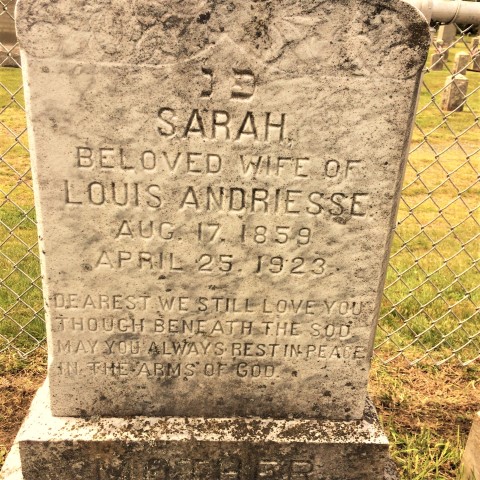 פ נ
SARAH,
BELOVED WIFE OF
LOUIS ANDRIESSE
AUG. 17, 1859
APRIL 25, 1923.
DEAREST, WE STILL LOVE YOU
THOUGH BENEATH THE SOD
MAY YOU ALWAYS REST IN PEACE
IN THE ARMS OF GOD.
MOTHER